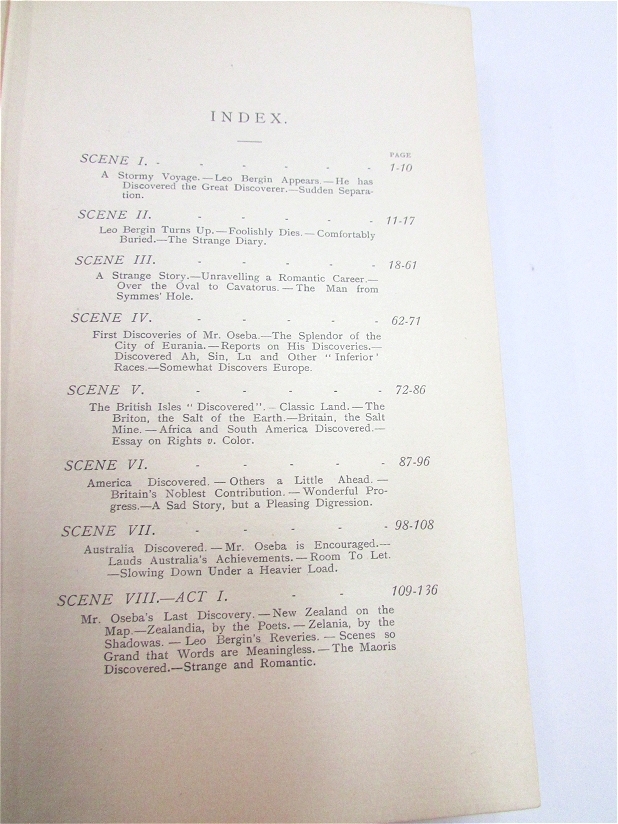 INDEX.
PAGE
SCENE I. - - - - - - 1-10
A Stormy Voyage.—Leo Bergin Appears.—He has
Discovered the Great Discoverer.—Sudden Separa-
tion.
SCENE II. - - - - - 11-17
Leo Bergin Turns Up.—Foolishly Dies.—Comfortably
Buried.—The Strange Diary.
SCENE III. - - - - - 18-61
A Strange Story.—Unravelling a Romantic Career.—
Over the Oval to Cavatorus.—The Man from
Symmes' Hole.
SCENE IV. - - - - - 62-71
First Discoveries of Mr. Oseba.—The Splendor of the
City of Eurania.—Reports on His Discoveries.—
Discovered Ah, Sin, Lu and Other "Inferior'
Races.—Somewhat Discovers Europe.
SCENE V. - - - - - 72-86
The British Isles "Discovered".—Classic Land.—The
Briton, the Salt of the Earth.—Britain, the Salt
Mine.—Africa and South America Discovered.—
Essay on Rights v. Color.
SCENE VI. - - - - - 87-96
America Discovered.—Others a Little Ahead.—
Britain's Noblest Contribution.—Wonderful Pro-
gress.—A Sad Story, but a Pleasing Digression.
SCENE VII. - - - - - 98-108
Australia Discovered.—Mr. Oseba is Encouraged.—
Lauds Australia's Achievements.—Room To Let.
—Slowing Down Under a Heavier Load.
SCENE VIII.—ACT I. - - 109-136
Mr. Oseba's Last Discovery.—New Zealand on the
Map.—Zealandia, by the Poets.—Zelania, by the
Shadowas.—Leo Bergin's Reveries.—Scenes so
Grand that Words are Meaningless.—The Maoris
Discovered.—Strange and Romantic.